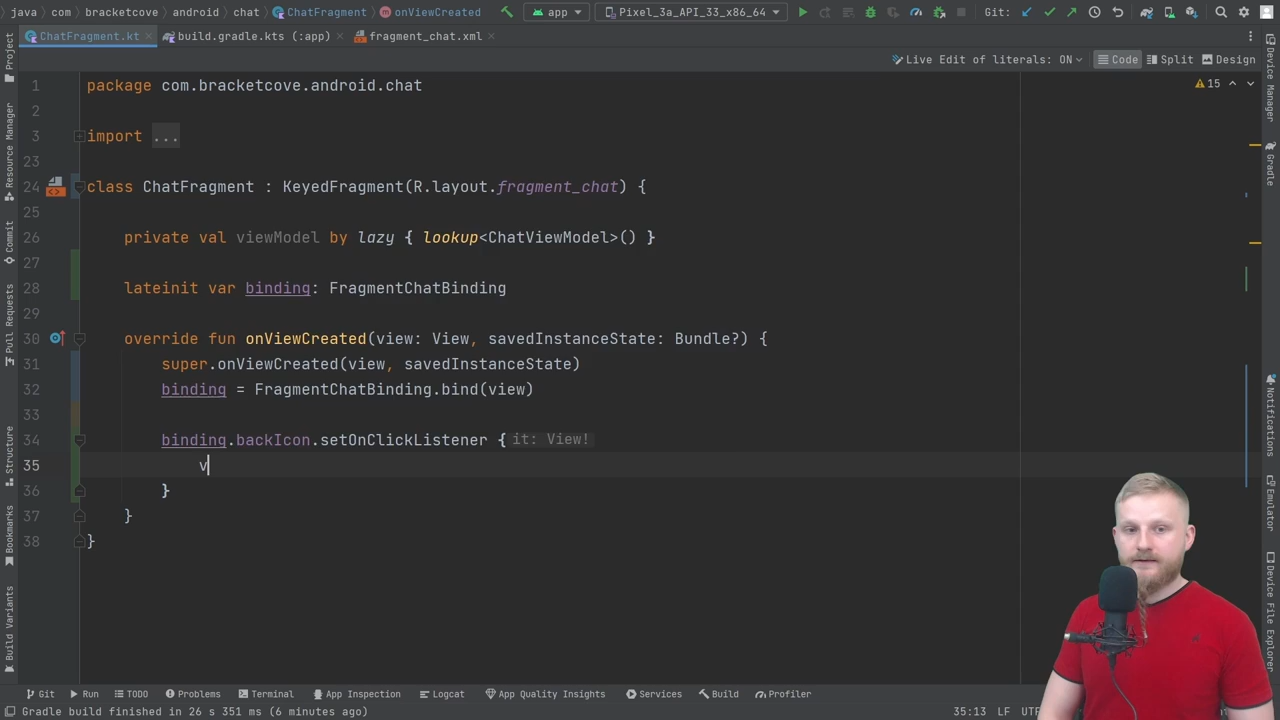 java
com
bracketcove
android
chat
ChatFragment
onViewCreated
app
Pixel_3a_API_33_x86_64
Git:
ChatFragment.kt
build.gradle.kts (:app)
fragment_chat.xml
Live Edit of literals: ON
Code
Split
Design
15
1 package com.bracketcove.android.chat
2
3 import ...
23
24 class ChatFragment : KeyedFragment(R.layout.fragment_chat) {
25
26 private val viewModel by lazy { lookup<ChatViewModel>() }
27
28 lateinit var binding: FragmentChatBinding
29
30 override fun onViewCreated(view: View, savedInstanceState: Bundle?) {
31 super.onViewCreated(view, savedInstanceState)
32 binding = FragmentChatBinding.bind(view)
33
34 binding.backIcon.setOnClickListener { it: View!
35 v
36 }
37 }
38 }
Project
Resource Manager
Commit
Pull Requests
Structure
Bookmarks
Build Variants
Device Manager
Gradle
Notifications
Emulator
Device File Explorer
Git
Run
TODO
Problems
Terminal
App Inspection
Logcat
App Quality Insights
Services
Build
Profiler
Gradle build finished in 26 s 351 ms (6 minutes ago)
35:13
LF